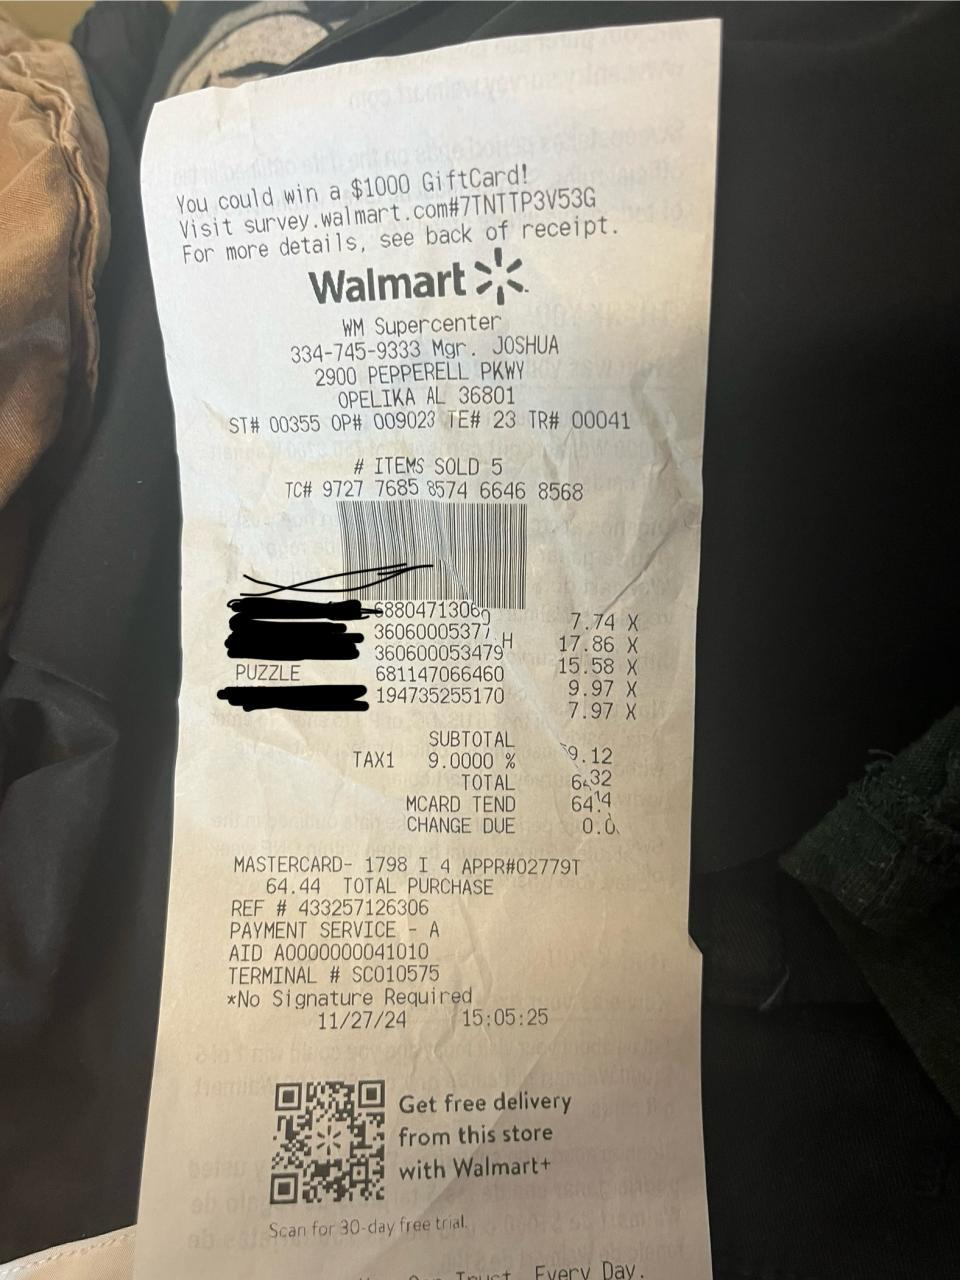 You could win a $1000 GiftCard!
Visit survey.walmart.com#7TNTTP3V53G
For more details, see back of receipt.
Walmart
WM Supercenter
334-745-9333 Mgr. JOSHUA
2900 PEPPERELL PKWY
OPELIKA AL 36801
ST# 00355 OP# 009023 TE# 23 TR# 00041
# ITEMS SOLD 5
TC# 9727 7685 8574 6646 8568
7.74 X
H 17.86 X
360600053479 15.58 X
PUZZLE 681147066460 9.97 X
194735255170 7.97 X
SUBTOTAL
TAX1 9.0000 %
TOTAL
MCARD TEND
CHANGE DUE
MASTERCARD- 1798 I 4 APPR#02779T
64.44 TOTAL PURCHASE
REF # 433257126306
PAYMENT SERVICE - A
AID A0000000041010
TERMINAL # SC010575
*No Signature Required
11/27/24 15:05:25
Get free delivery
from this store
with Walmart+
Scan for 30-day free trial.
Trust. Every Day.